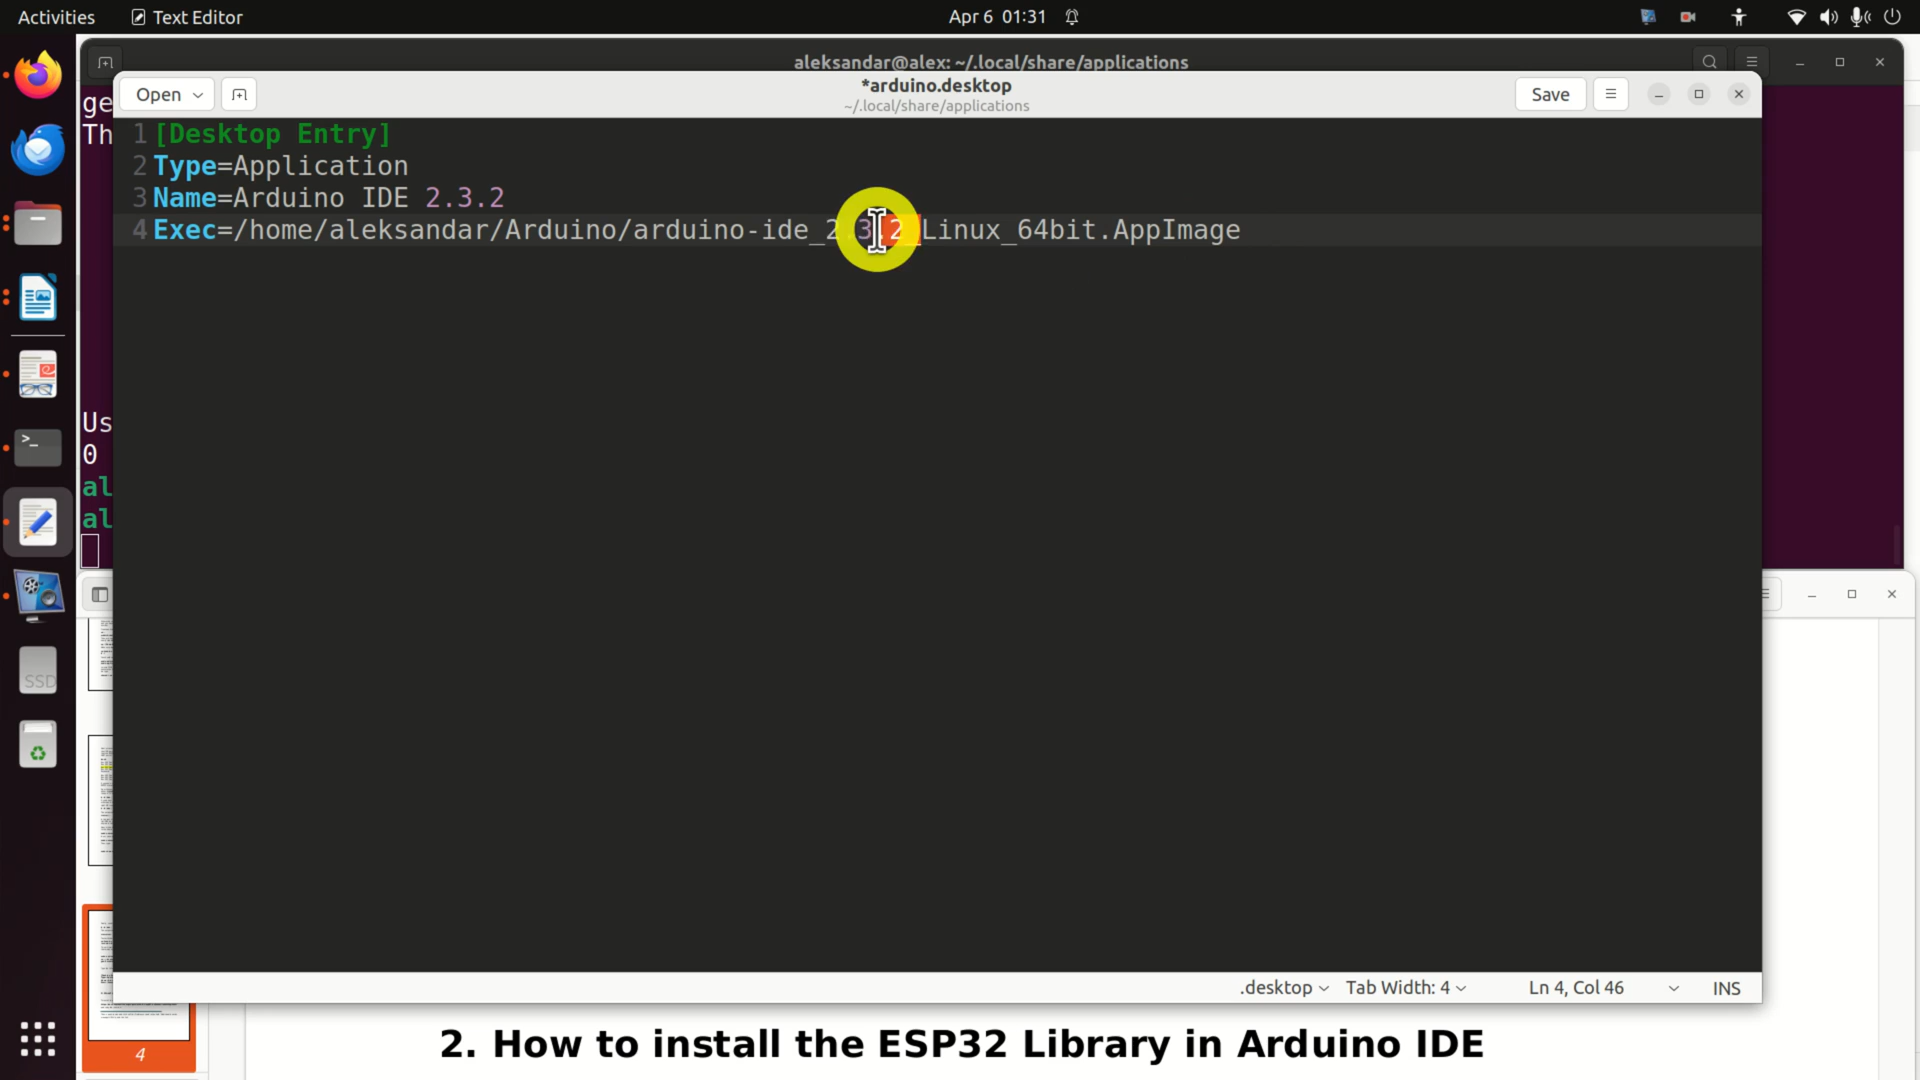 Activities
Text Editor
Apr 6 01:31
aleksandar@alex: ~/.local/share/applications
Open
*arduino.desktop
~/.local/share/applications
Save
ge
Th
1 [Desktop Entry]
2 Type=Application
3 Name=Arduino IDE 2.3.2
4 Exec=/home/aleksandar/Arduino/arduino-ide_2.3.2_Linux_64bit.AppImage
Us
0
al
al
SSD
.desktop
Tab Width: 4
Ln 4, Col 46
INS
4
2. How to install the ESP32 Library in Arduino IDE